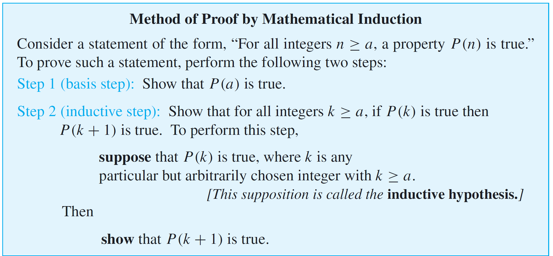 Method of Proof by Mathematical Induction
Consider a statement of the form, “For all integers n ≥ a, a property P(n) is true.”
To prove such a statement, perform the following two steps:
Step 1 (basis step): Show that P(a) is true.
Step 2 (inductive step): Show that for all integers k ≥ a, if P(k) is true then
P(k + 1) is true. To perform this step,
suppose that P(k) is true, where k is any
particular but arbitrarily chosen integer with k ≥ a.
[This supposition is called the inductive hypothesis.]
Then
show that P(k + 1) is true.